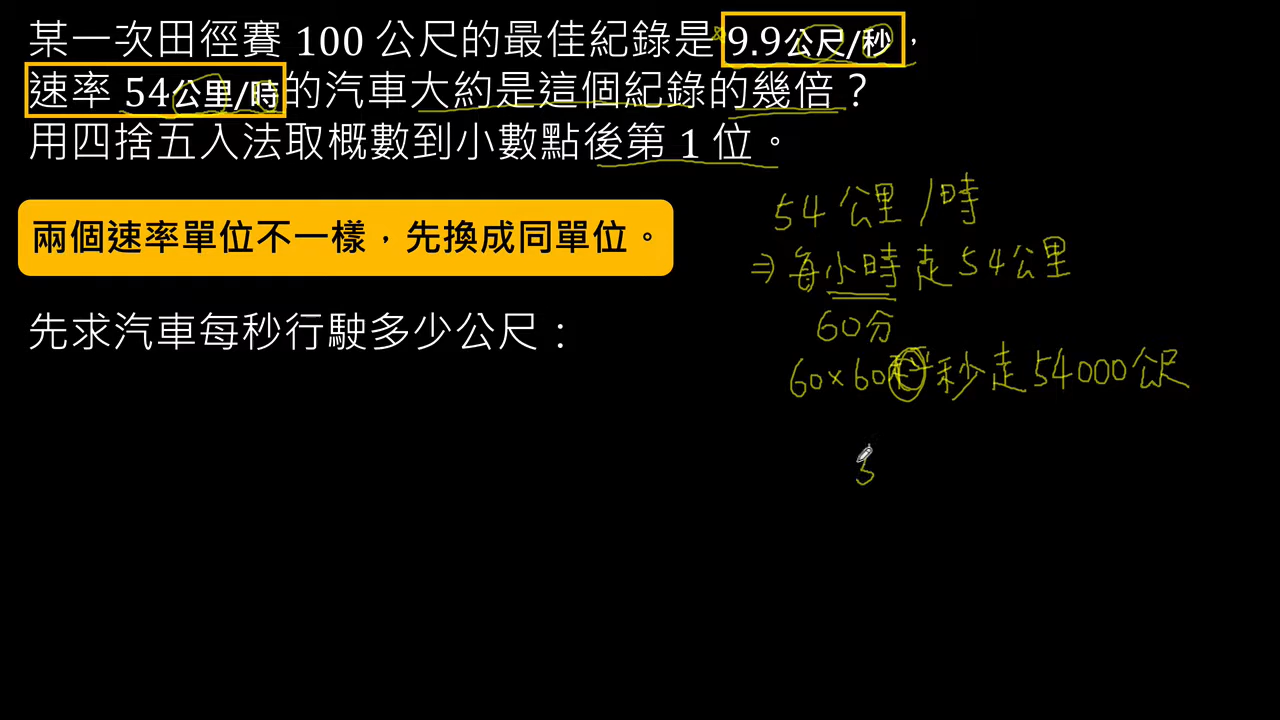 某一次田徑賽 100 公尺的最佳紀錄是 9.9公尺/秒，
速率 54公里/時的汽車大約是這個紀錄的幾倍？
用四捨五入法取概數到小數點後第 1 位。
兩個速率單位不一樣，先換成同單位。
先求汽車每秒行駛多少公尺：
54 公里 /時
⇒ 每小時走54公里
60分
60×60 秒走54000公尺